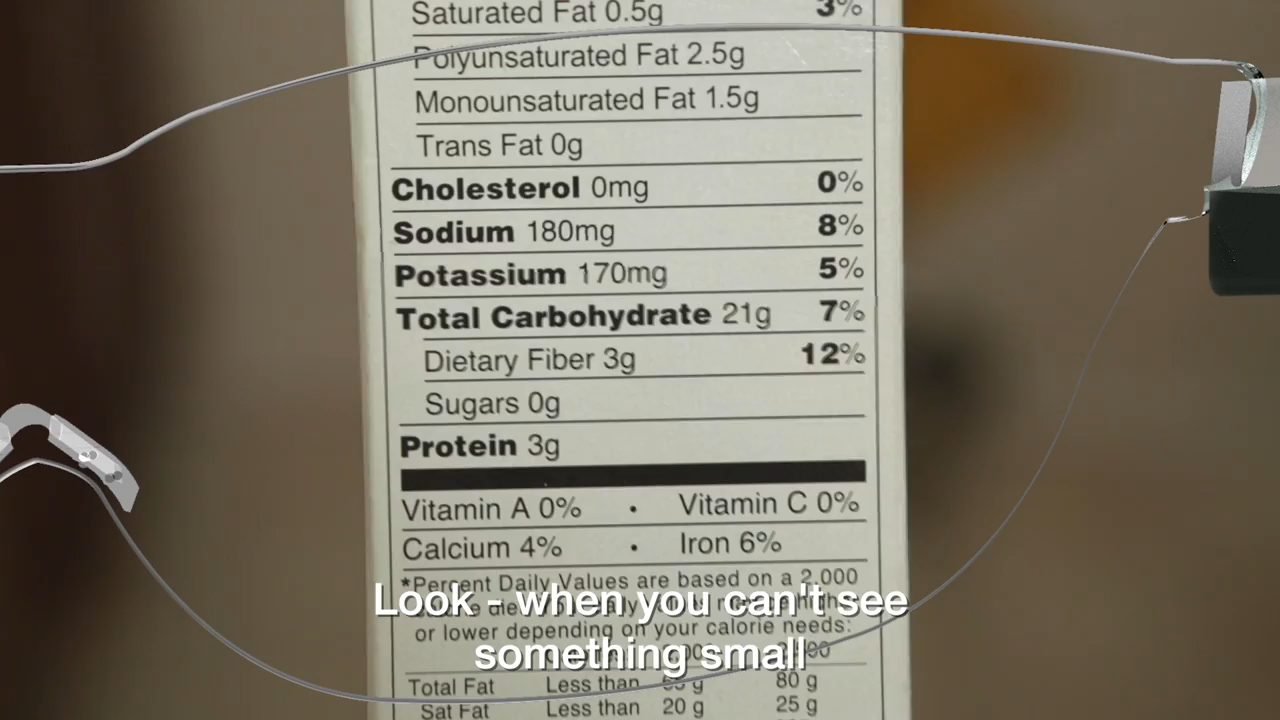 Saturated Fat 0.5g 3%
Polyunsaturated Fat 2.5g
Monounsaturated Fat 1.5g
Trans Fat 0g
Cholesterol 0mg 0%
Sodium 180mg 8%
Potassium 170mg 5%
Total Carbohydrate 21g 7%
Dietary Fiber 3g 12%
Sugars 0g
Protein 3g
Vitamin A 0% • Vitamin C 0%
Calcium 4% • Iron 6%
*Percent Daily Values are based on a 2,000
Look - when you can't see
or lower depending on your calorie needs:
something small
Total Fat Less than g 80 g
Sat Fat Less than 20 g 25 g